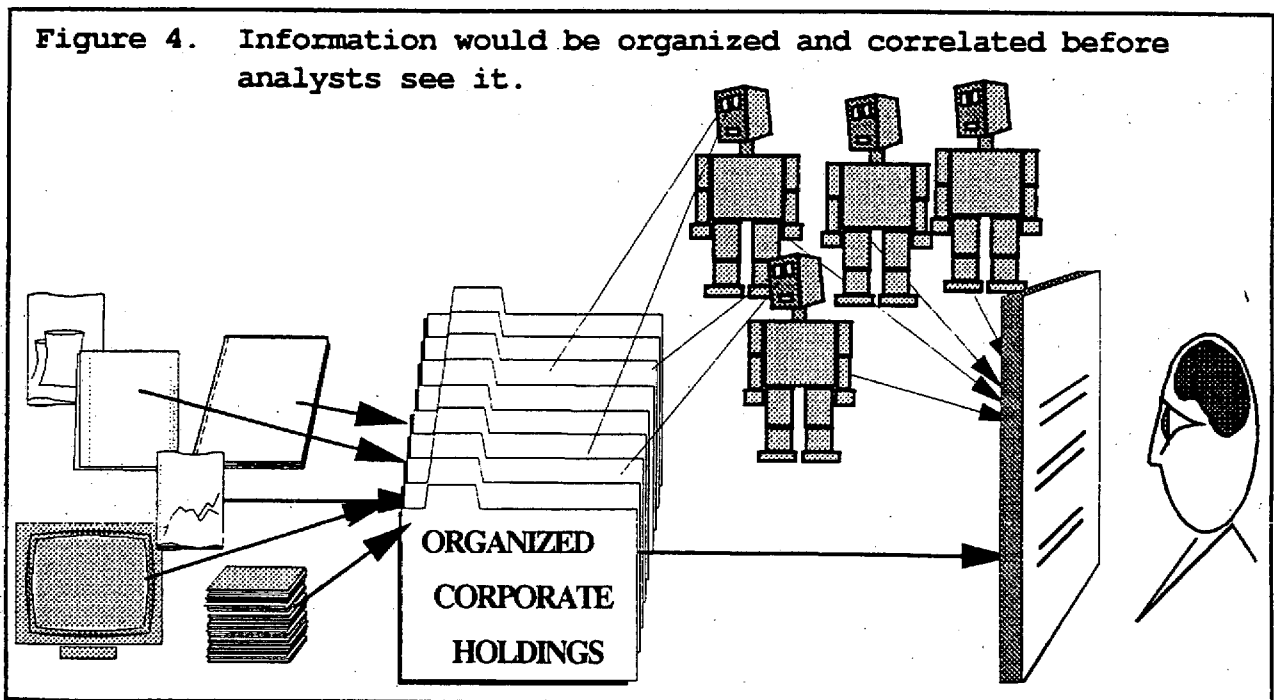 Figure 4. Information would be organized and correlated before
analysts see it.
ORGANIZED
CORPORATE
HOLDINGS